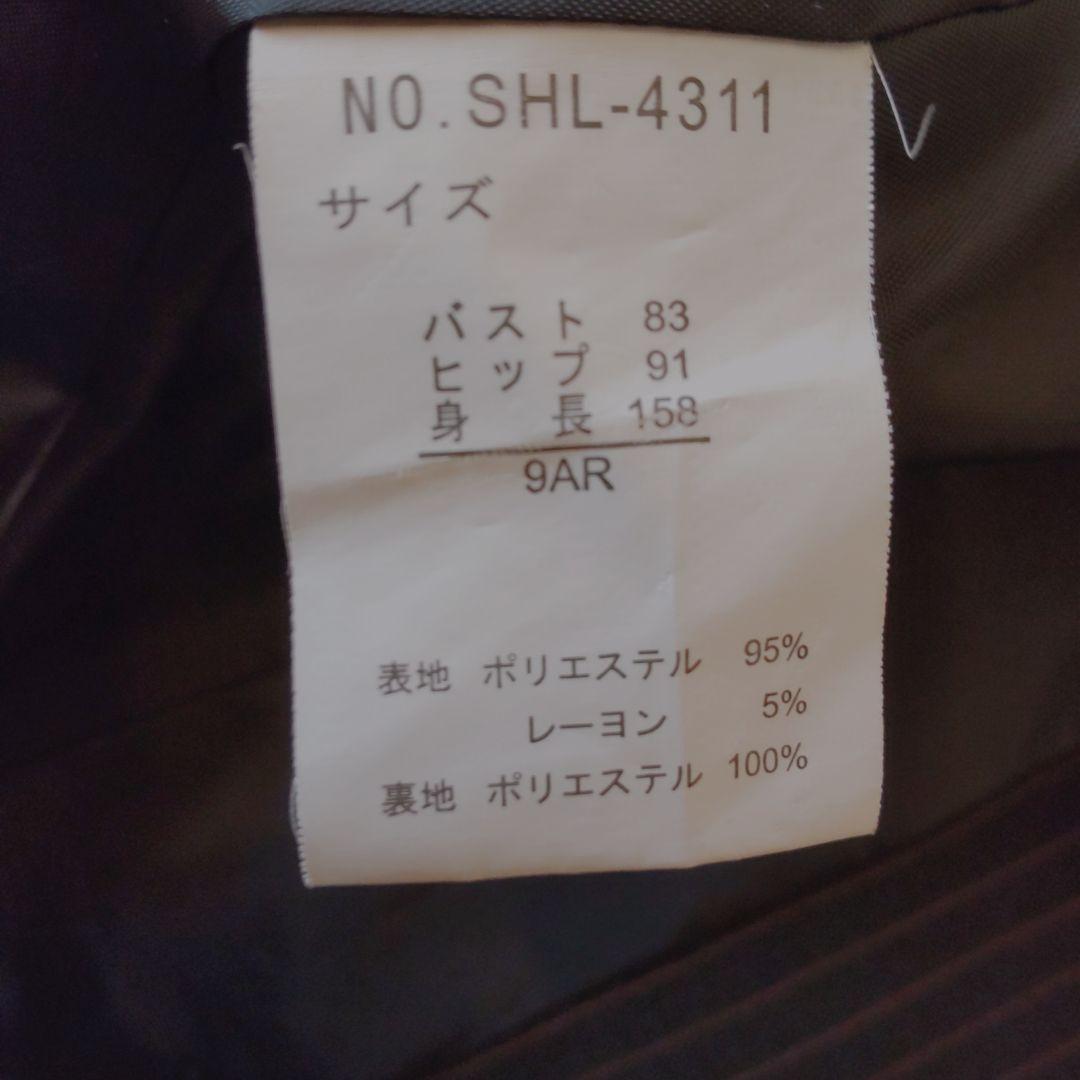 NO.SHL-4311
サイズ
バスト 83
ヒップ 91
身長 158
9AR
表地 ポリエステル 95%
レーヨン 5%
裏地 ポリエステル 100%